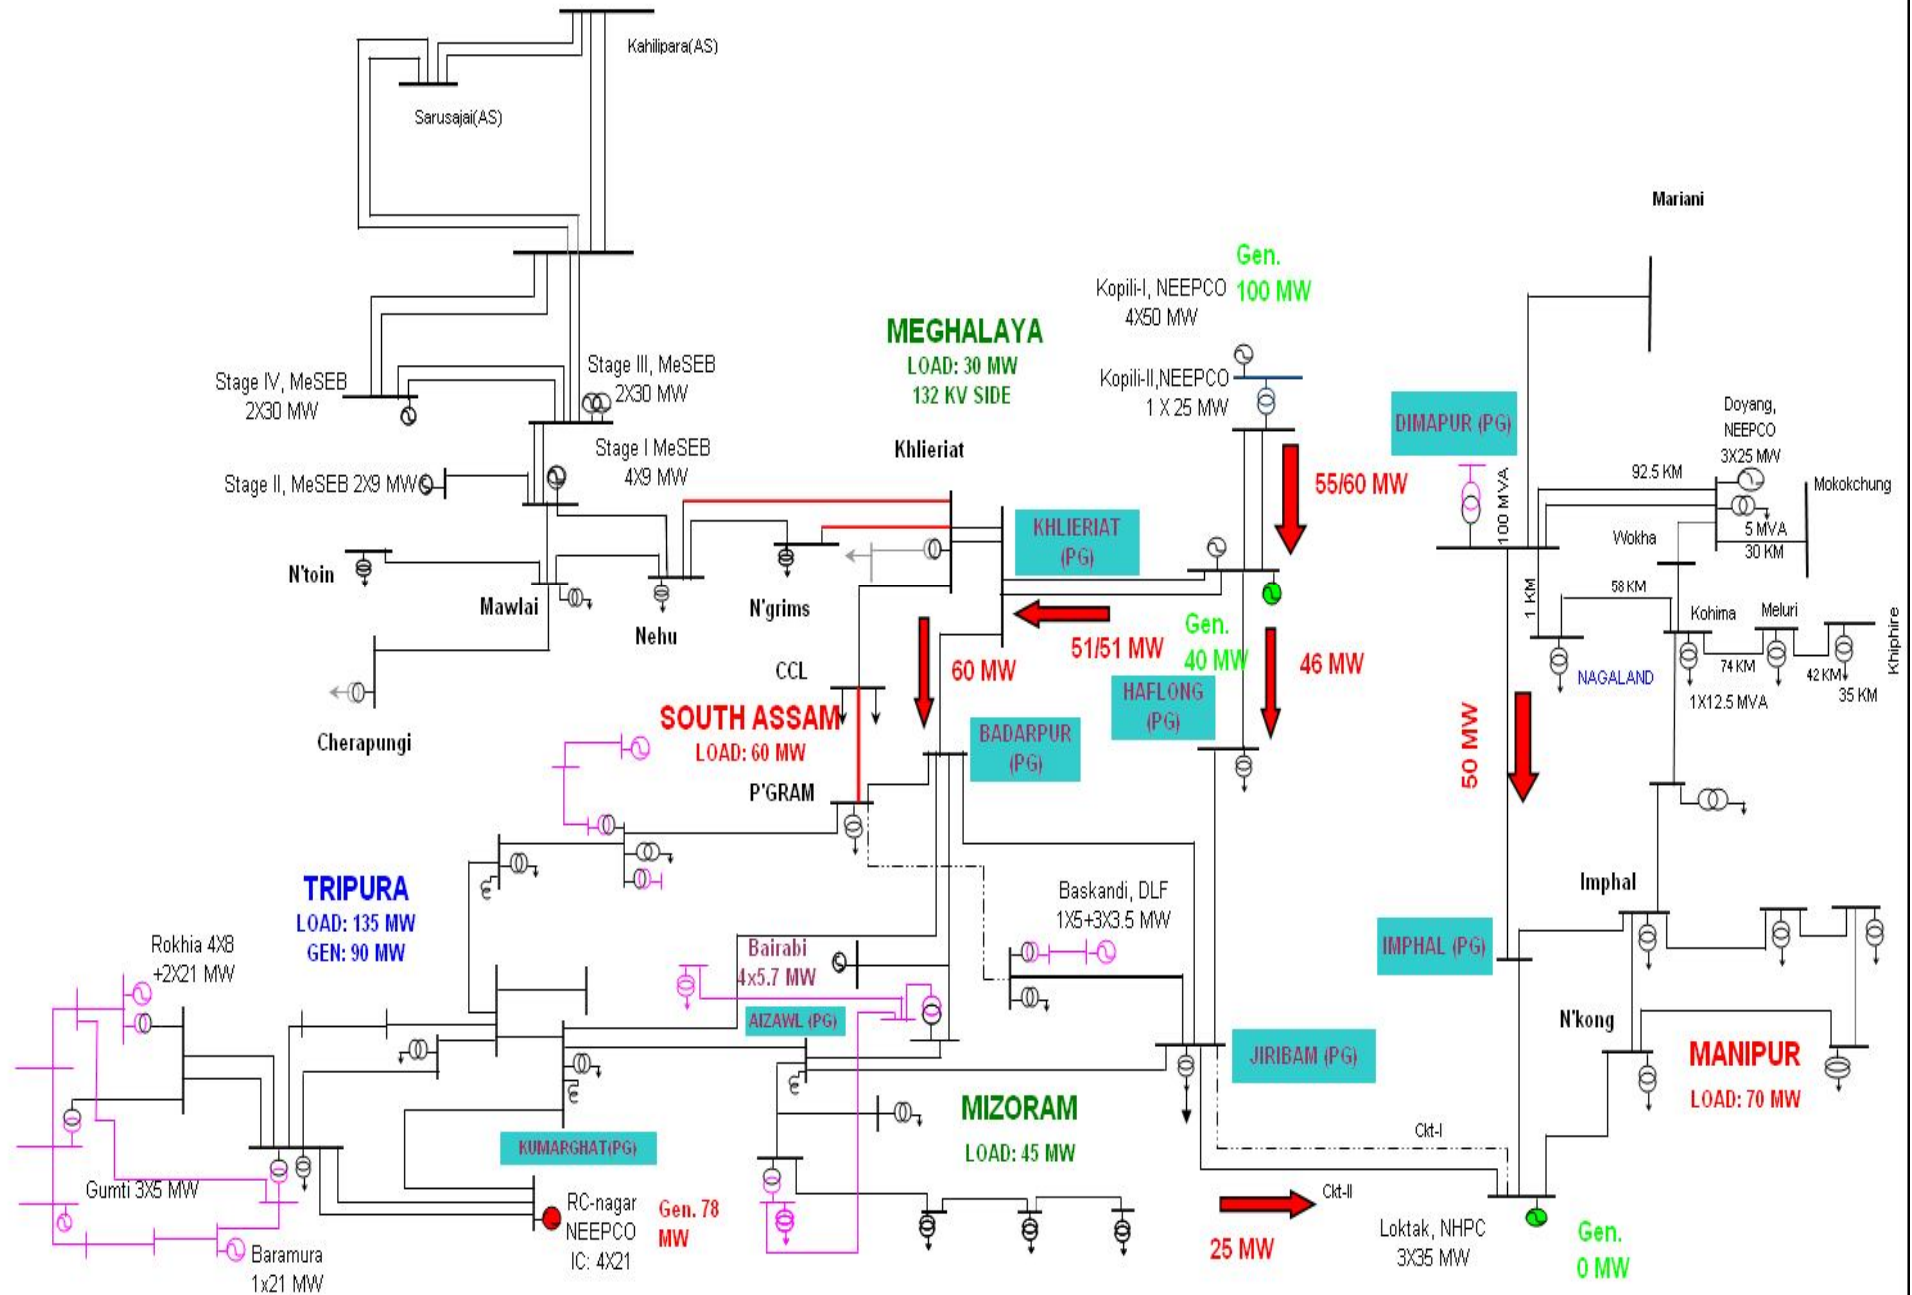 Kahilipara(AS)
Sarusajai(AS)
Mariani
Gen.
100 MW
Kopili-I, NEEPCO
4X50 MW
MEGHALAYA
LOAD: 30 MW
132 KV SIDE
Stage III, MeSEB
2X30 MW
Stage IV, MeSEB
2X30 MW
Kopili-II,NEEPCO
1 X 25 MW
DIMAPUR (PG)
Doyang,
NEEPCO
3X25 MW
Stage I MeSEB
4X9 MW
Khlieriat
Stage II, MeSEB 2X9 MW
55/60 MW
100 MVA
92.5 KM
Mokokchung
KHLIERIAT
(PG)
Wokha
5 MVA
30 KM
N'toin
Mawlai
Nehu
N'grims
1 KM
58 KM
Kohima
Meluri
Khiphire
51/51 MW
Gen.
40 MW
46 MW
60 MW
CCL
74 KM
42 KM
35 KM
NAGALAND
1X12.5 MVA
HAFLONG
(PG)
SOUTH ASSAM
LOAD: 60 MW
Cherapungi
BADARPUR
(PG)
50 MW
P'GRAM
TRIPURA
LOAD: 135 MW
GEN: 90 MW
Baskandi, DLF
1X5+3X3.5 MW
Imphal
Rokhia 4X8
+2X21 MW
Bairabi
4x5.7 MW
IMPHAL (PG)
AIZAWL (PG)
N'kong
JIRIBAM (PG)
MANIPUR
LOAD: 70 MW
MIZORAM
LOAD: 45 MW
KUMARGHAT(PG)
Ckt-I
Gumti 3X5 MW
Ckt-II
RC-nagar
NEEPCO
IC: 4X21
Gen. 78
MW
25 MW
Loktak, NHPC
3X35 MW
Gen.
0 MW
Baramura
1x21 MW